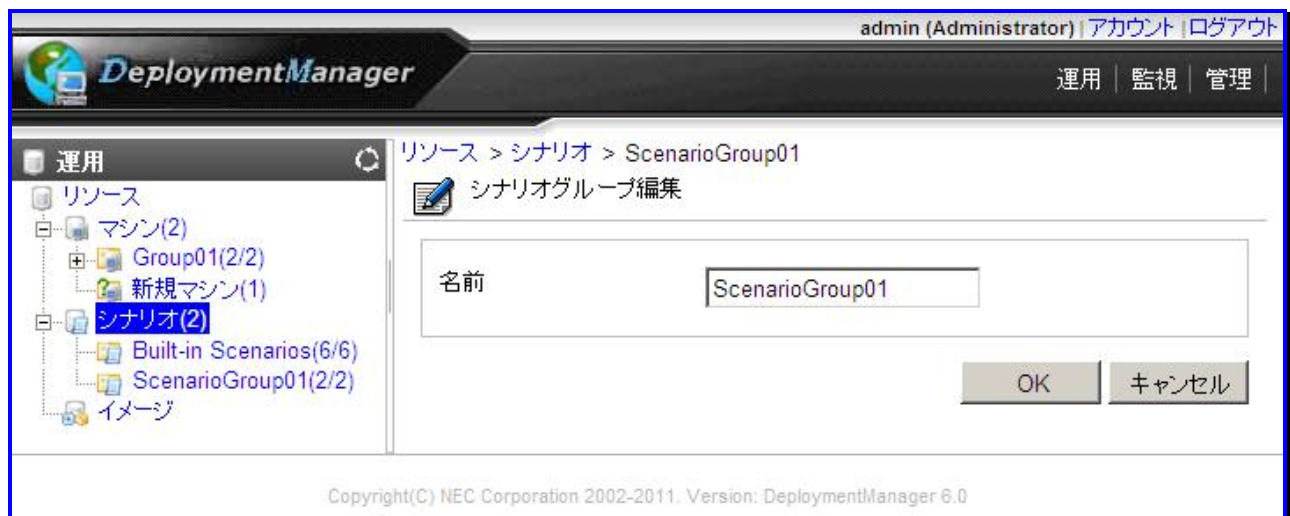 admin (Administrator) | アカウント | ログアウト
DeploymentManager
運用 | 監視 | 管理 |
運用
リソース
マシン(2)
Group01(2/2)
新規マシン(1)
シナリオ(2)
Built-in Scenarios(6/6)
ScenarioGroup01(2/2)
イメージ
リソース > シナリオ > ScenarioGroup01
シナリオグループ編集
名前
ScenarioGroup01
OK
キャンセル
Copyright(C) NEC Corporation 2002-2011. Version: DeploymentManager 6.0